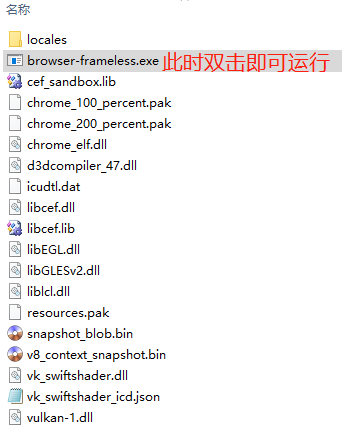 名称
locales
browser-frameless.exe 此时双击即可运行
cef_sandbox.lib
chrome_100_percent.pak
chrome_200_percent.pak
chrome_elf.dll
d3dcompiler_47.dll
icudtl.dat
libcef.dll
libcef.lib
libEGL.dll
libGLESv2.dll
liblcl.dll
resources.pak
snapshot_blob.bin
v8_context_snapshot.bin
vk_swiftshader.dll
vk_swiftshader_icd.json
vulkan-1.dll